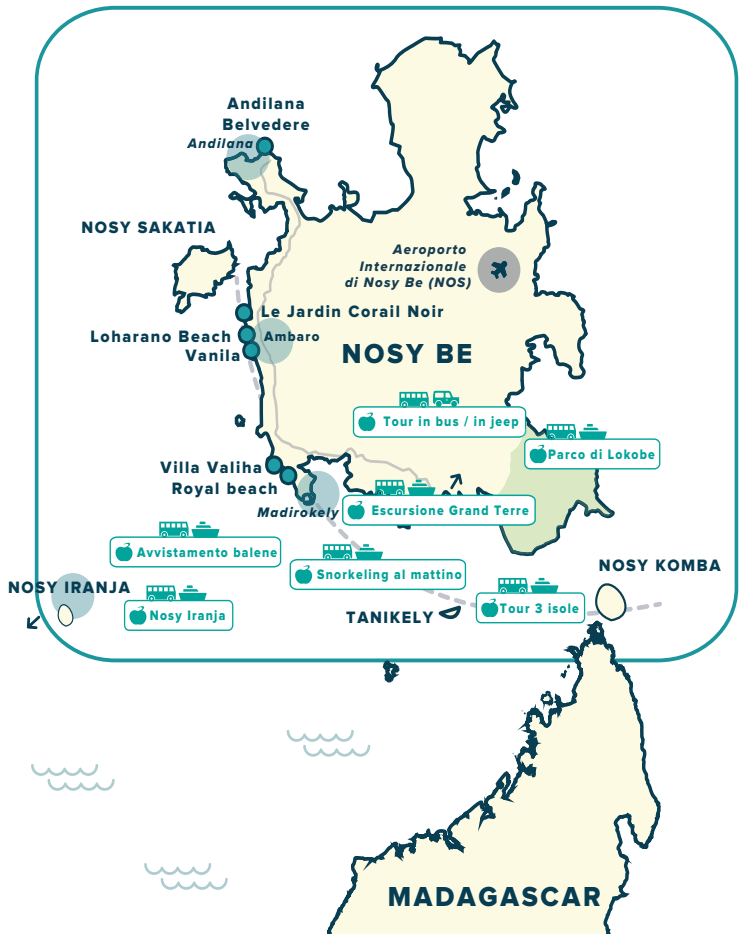 Andilana
Belvedere
Andilana
NOSY SAKATIA
Aeroporto
Internazionale
di Nosy Be (NOS)
Le Jardin Corail Noir
Loharano Beach
Ambaro
Vanila
NOSY BE
Tour in bus / in jeep
Parco di Lokobe
Villa Valiha
Royal beach
Madirokely
Escursione Grand Terre
Avvistamento balene
Snorkeling al mattino
NOSY KOMBA
NOSY IRANJA
Nosy Iranja
TANIKELY
Tour 3 isole
MADAGASCAR